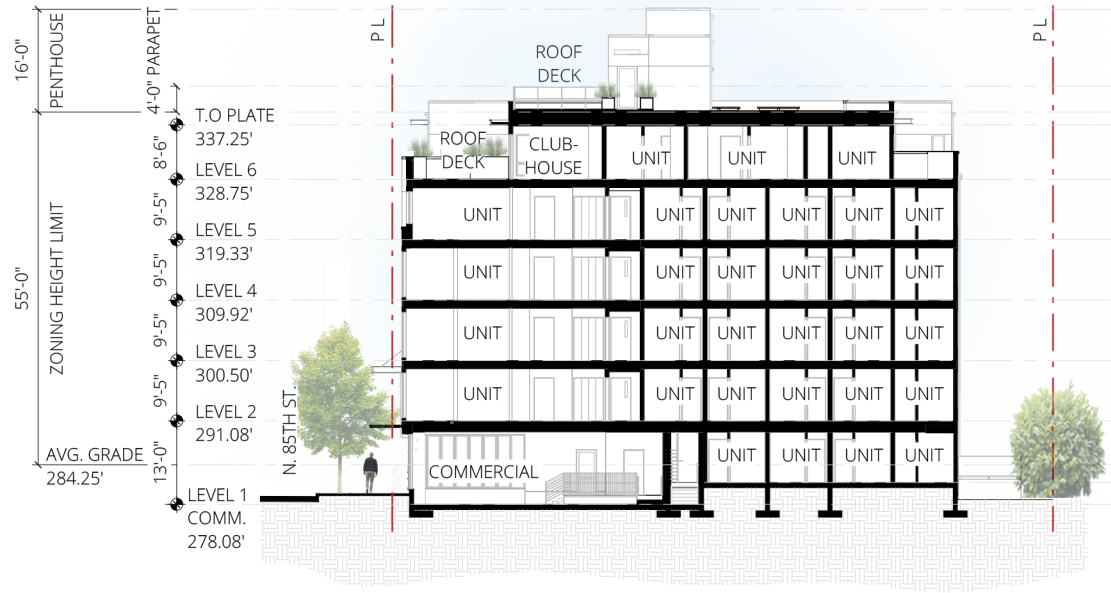 16'-0"
PENTHOUSE
4'-0" PARAPET
P L
P L
ROOF
DECK
T.O PLATE
337.25'
8'-6"
ROOF
DECK
CLUB-
HOUSE
UNIT
UNIT
UNIT
LEVEL 6
328.75'
9'-5"
UNIT
UNIT
UNIT
UNIT
UNIT
UNIT
LEVEL 5
319.33'
9'-5"
UNIT
UNIT
UNIT
UNIT
UNIT
UNIT
55'-0"
ZONING HEIGHT LIMIT
LEVEL 4
309.92'
9'-5"
UNIT
UNIT
UNIT
UNIT
UNIT
UNIT
LEVEL 3
300.50'
9'-5"
UNIT
UNIT
UNIT
UNIT
UNIT
UNIT
LEVEL 2
291.08'
N. 85TH ST.
AVG. GRADE
284.25'
13'-0"
COMMERCIAL
UNIT
UNIT
UNIT
UNIT
LEVEL 1
COMM.
278.08'